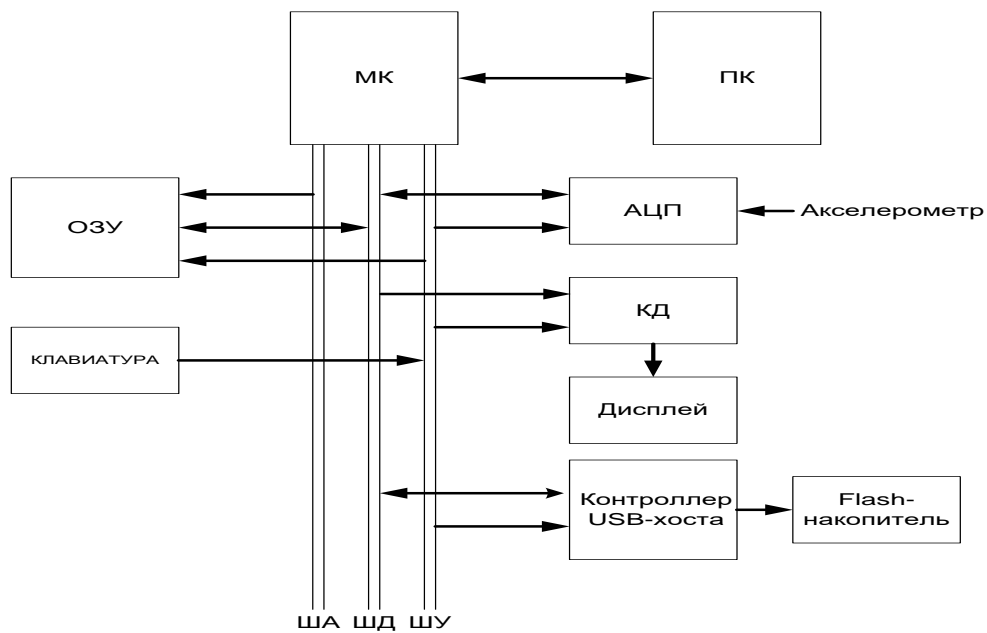 МК
ПК
ОЗУ
АЦП
Акселерометр
КД
КЛАВИАТУРА
Дисплей
Контроллер
USB-хоста
Flash-
накопитель
ША ШД ШУ